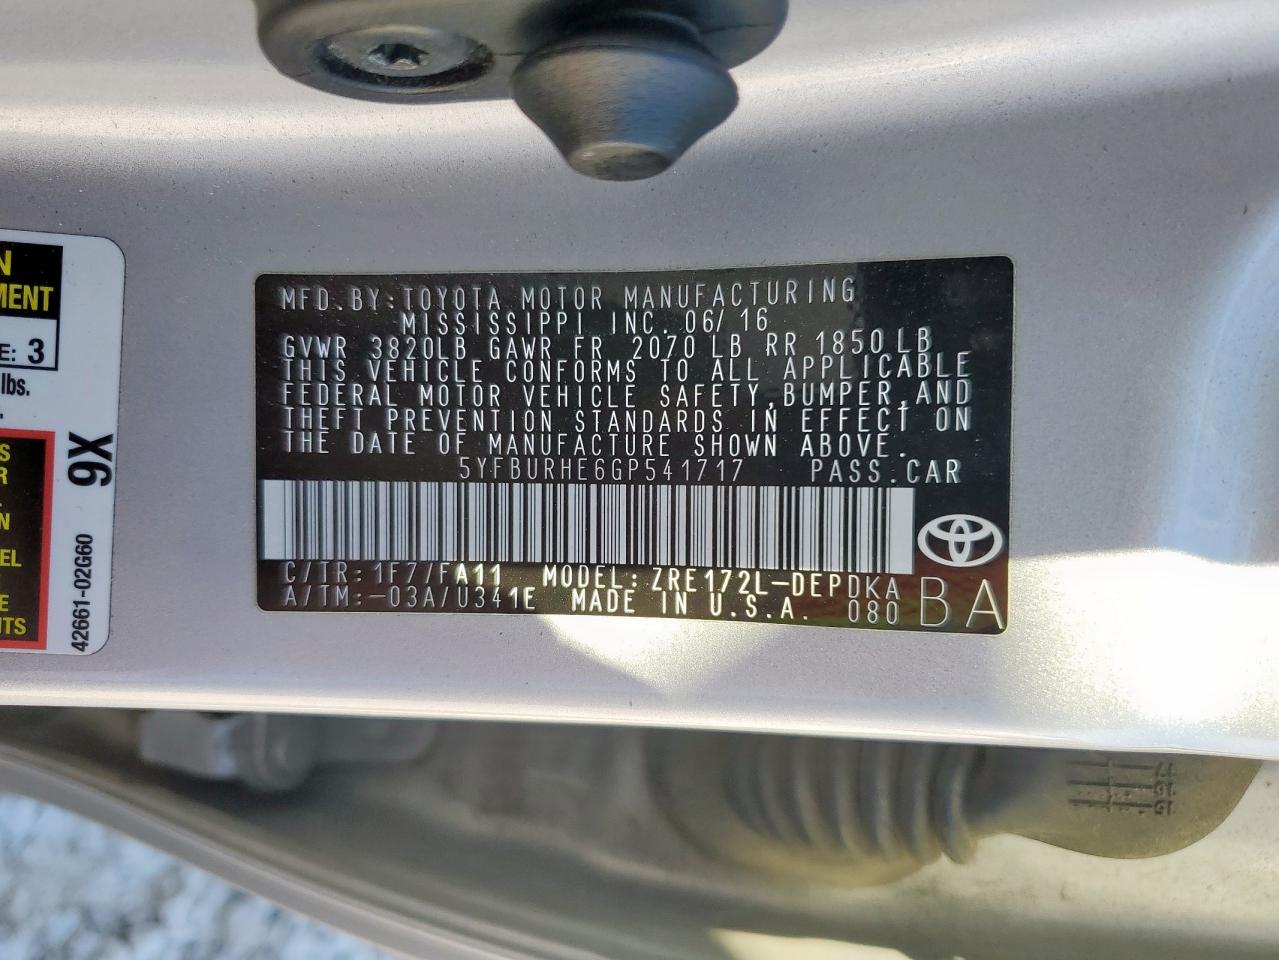 MFD.BY:TOYOTA MOTOR MANUFACTURING
MISSISSIPPI INC. 06/16
GVWR 3820LB GAWR FR 2070 LB RR 1850 LB
THIS VEHICLE CONFORMS TO ALL APPLICABLE
FEDERAL MOTOR VEHICLE SAFETY, BUMPER, AND
THEFT PREVENTION STANDARDS IN EFFECT ON
THE DATE OF MANUFACTURE SHOWN ABOVE.
5YFBURHE6GP541717 PASS.CAR
C/TR: 1F7/FA11 MODEL: ZRE172L-DEPDKA
A/TM:-03A/U341E MADE IN U.S.A. 080 BA
N
MENT
E: 3
lbs.
9X
42661-02G60
S
R
N
EL
E
TS